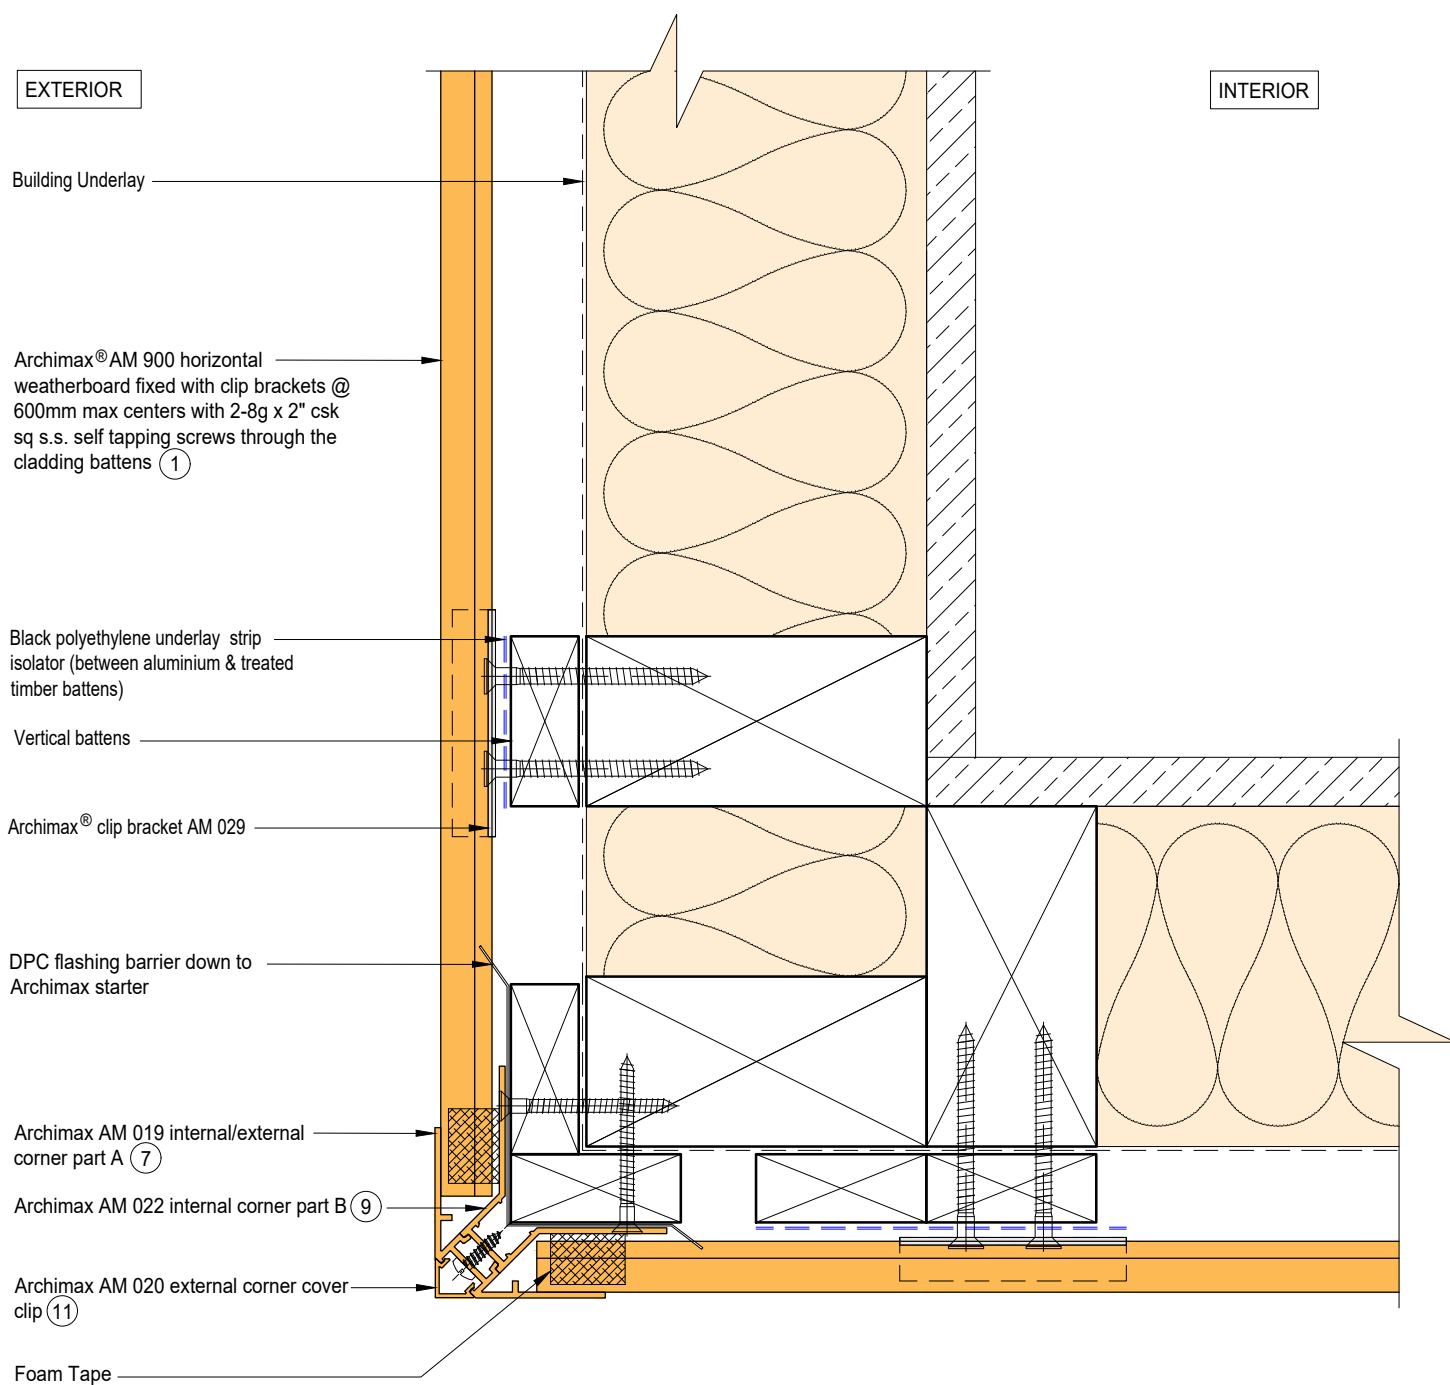 EXTERIOR
INTERIOR
Building Underlay
Archimax® AM 900 horizontal
weatherboard fixed with clip brackets @
600mm max centers with 2-8g x 2" csk
sq s.s. self tapping screws through the
cladding battens 1
Black polyethylene underlay strip
isolator (between aluminium & treated
timber battens)
Vertical battens
Archimax® clip bracket AM 029
DPC flashing barrier down to
Archimax starter
Archimax AM 019 internal/external
corner part A 7
Archimax AM 022 internal corner part B 9
Archimax AM 020 external corner cover
clip 11
Foam Tape